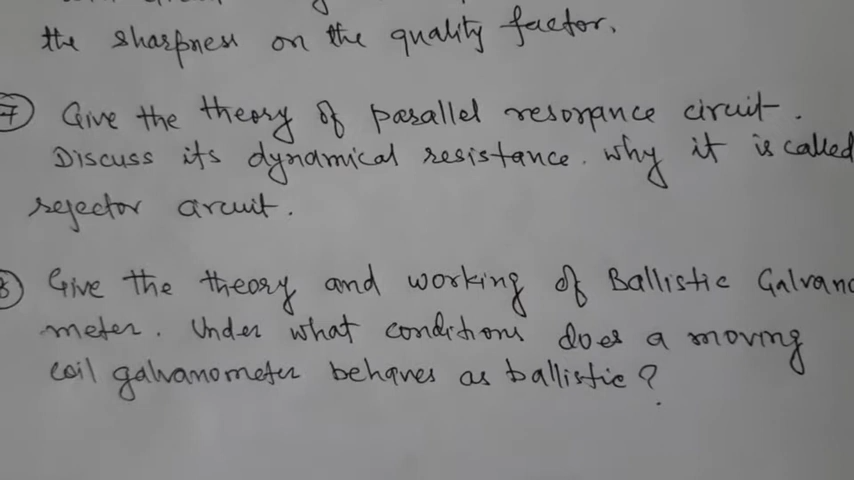 the sharpness on the quality factor.
7 Give the theory of parallel resonance circuit.
Discuss its dynamical resistance. why it is called
rejector circuit.
8 Give the theory and working of Ballistic Galvano
meter. Under what conditions does a moving
coil galvanometer behaves as ballistic ?